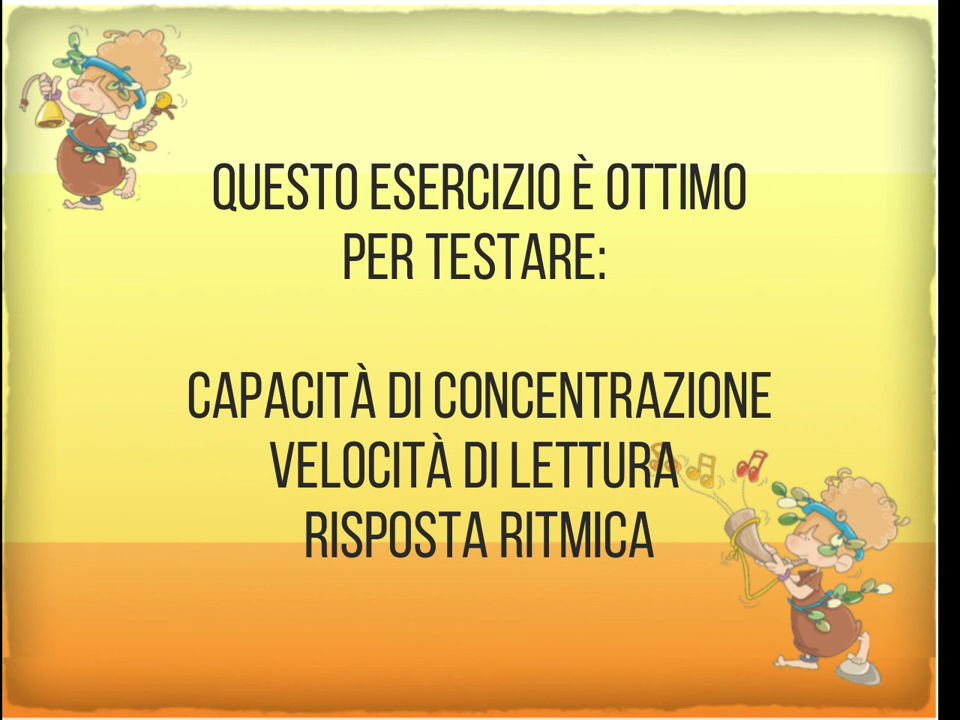 QUESTO ESERCIZIO È OTTIMO
PER TESTARE:
CAPACITÀ DI CONCENTRAZIONE
VELOCITÀ DI LETTURA
RISPOSTA RITMICA